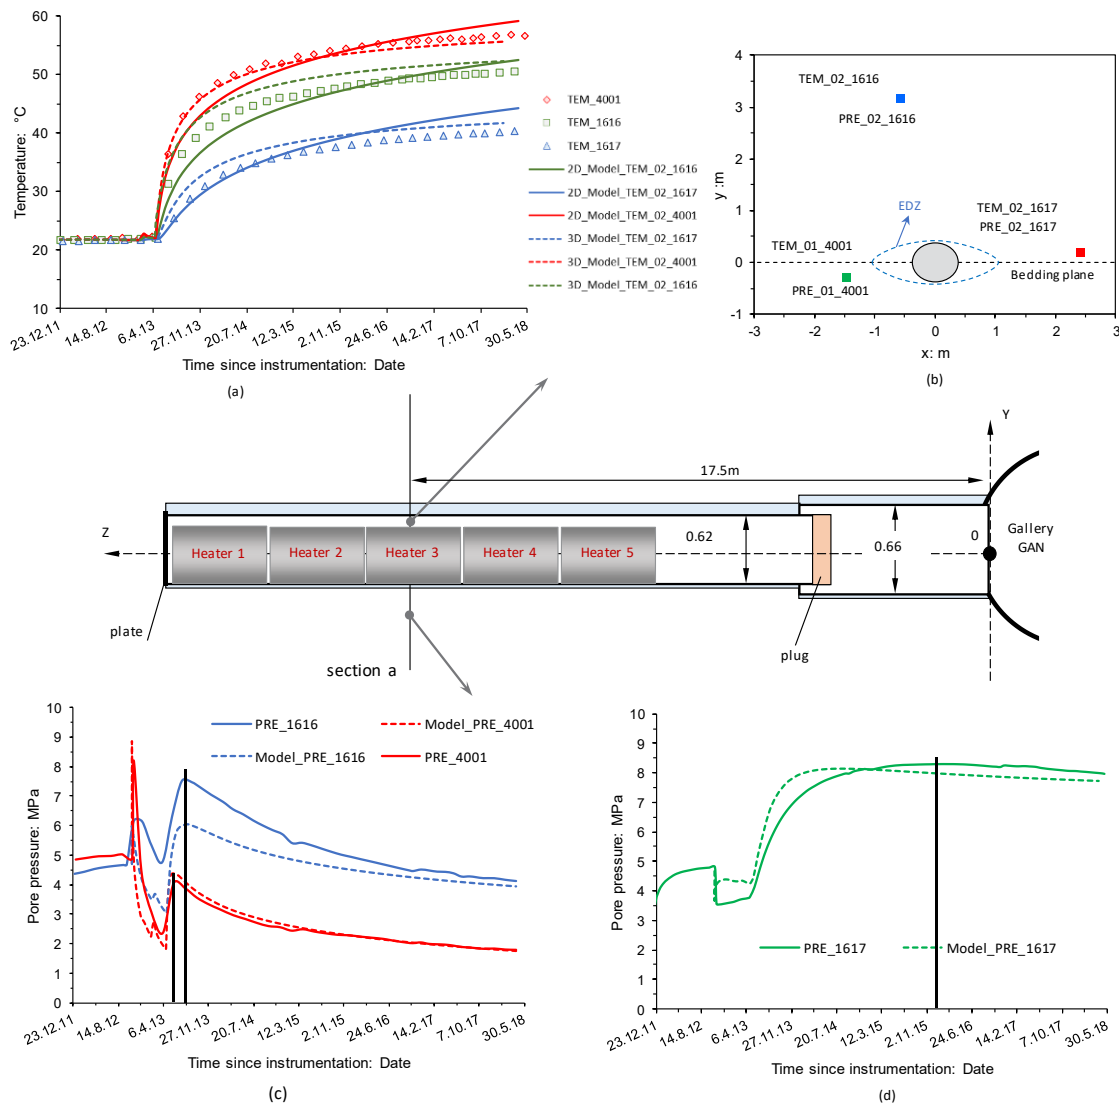 60
50
40
30
20
10
Temperature: °C
23.12.11
14.8.12
6.4.13
27.11.13
20.7.14
12.3.15
2.11.15
24.6.16
14.2.17
7.10.17
30.5.18
Time since instrumentation: Date
(a)
TEM_4001
TEM_1616
TEM_1617
2D_Model_TEM_02_1616
2D_Model_TEM_02_1617
2D_Model_TEM_02_4001
3D_Model_TEM_02_1617
3D_Model_TEM_02_4001
3D_Model_TEM_02_1616
4
3
2
1
0
-1
y :m
TEM_02_1616
PRE_02_1616
EDZ
TEM_02_1617
PRE_02_1617
TEM_01_4001
PRE_01_4001
Bedding plane
-3
-2
-1
0
1
2
3
x: m
(b)
Y
17.5m
Z
Heater 1
Heater 2
Heater 3
Heater 4
Heater 5
0.62
0.66
0
Gallery
GAN
plate
plug
section a
10
9
8
7
6
5
4
3
2
1
0
Pore pressure: MPa
PRE_1616
Model_PRE_4001
Model_PRE_1616
PRE_4001
23.12.11
14.8.12
6.4.13
27.11.13
20.7.14
12.3.15
2.11.15
24.6.16
14.2.17
7.10.17
30.5.18
Time since instrumentation: Date
(c)
10
9
8
7
6
5
4
3
2
1
0
Pore pressure: MPa
PRE_1617
Model_PRE_1617
23.12.11
14.8.12
6.4.13
27.11.13
20.7.14
12.3.15
2.11.15
24.6.16
14.2.17
7.10.17
30.5.18
Time since instrumentation: Date
(d)